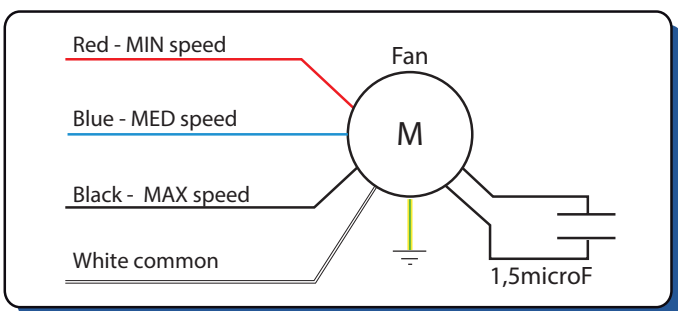 Red - MIN speed
Fan
Blue - MED speed
M
Black -  MAX speed
White common
1,5microF